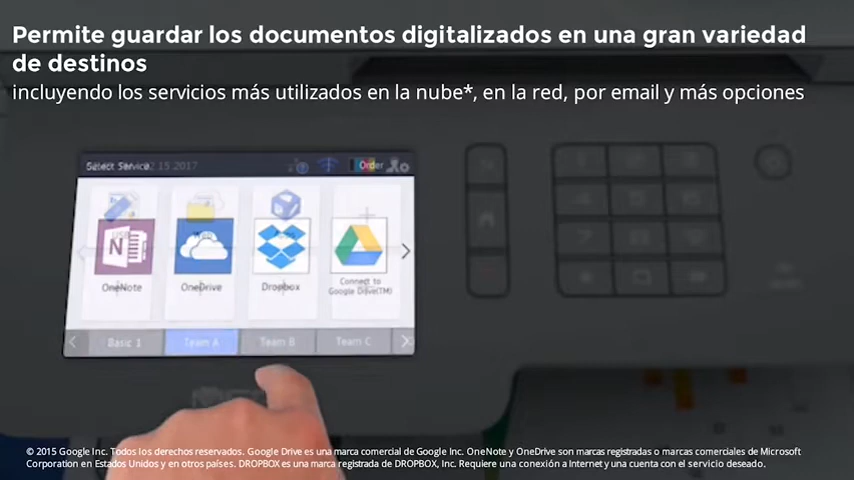 Permite guardar los documentos digitalizados en una gran variedad
de destinos
incluyendo los servicios más utilizados en la nube*, en la red, por email y más opciones
Select Service 15 2017
Order
OneNote OneDrive Dropbox Connect to
Google Drive(TM)
Basic 1 Team A Team B Team C
© 2015 Google Inc. Todos los derechos reservados. Google Drive es una marca comercial de Google Inc. OneNote y OneDrive son marcas registradas o marcas comerciales de Microsoft
Corporation en Estados Unidos y en otros países. DROPBOX es una marca registrada de DROPBOX, Inc. Requiere una conexión a Internet y una cuenta con el servicio deseado.